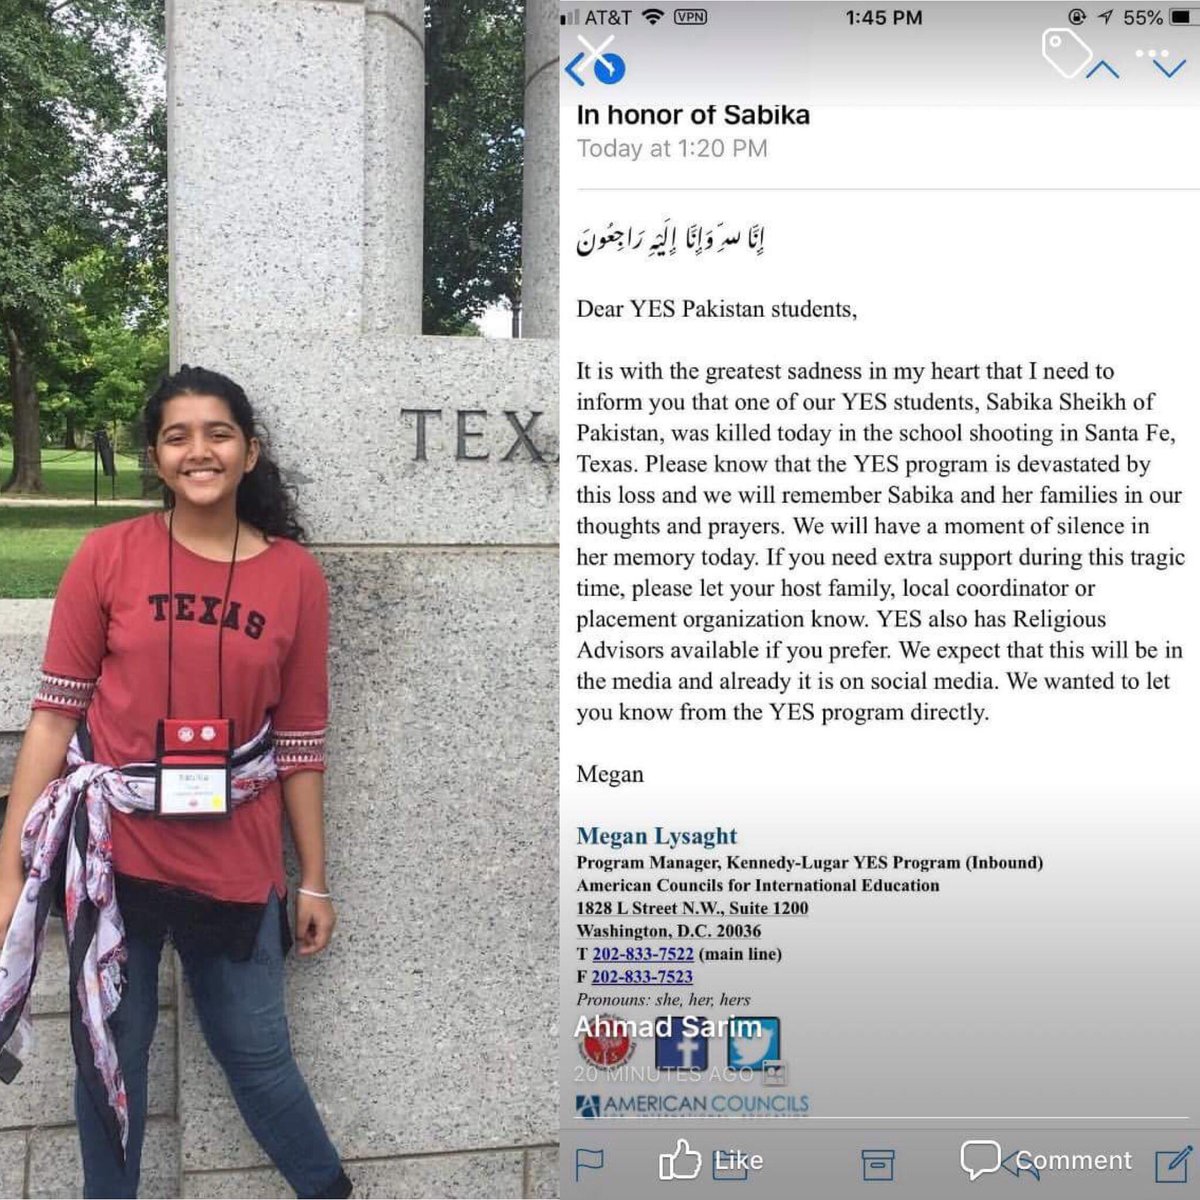 TEX
TEXAS
AT&T VPN 1:45 PM 55%
In honor of Sabika
Today at 1:20 PM
إِنَّا للهِ وَإِنَّا إِلَيْهِ رَاجِعُونَ
Dear YES Pakistan students,
It is with the greatest sadness in my heart that I need to
inform you that one of our YES students, Sabika Sheikh of
Pakistan, was killed today in the school shooting in Santa Fe,
Texas. Please know that the YES program is devastated by
this loss and we will remember Sabika and her families in our
thoughts and prayers. We will have a moment of silence in
her memory today. If you need extra support during this tragic
time, please let your host family, local coordinator or
placement organization know. YES also has Religious
Advisors available if you prefer. We expect that this will be in
the media and already it is on social media. We wanted to let
you know from the YES program directly.
Megan
Megan Lysaght
Program Manager, Kennedy-Lugar YES Program (Inbound)
American Councils for International Education
1828 L Street N.W., Suite 1200
Washington, D.C. 20036
T 202-833-7522 (main line)
F 202-833-7523
Pronouns: she, her, hers
Ahmad Sarim
20 MINUTES AGO
AMERICAN COUNCILS
Like
Comment